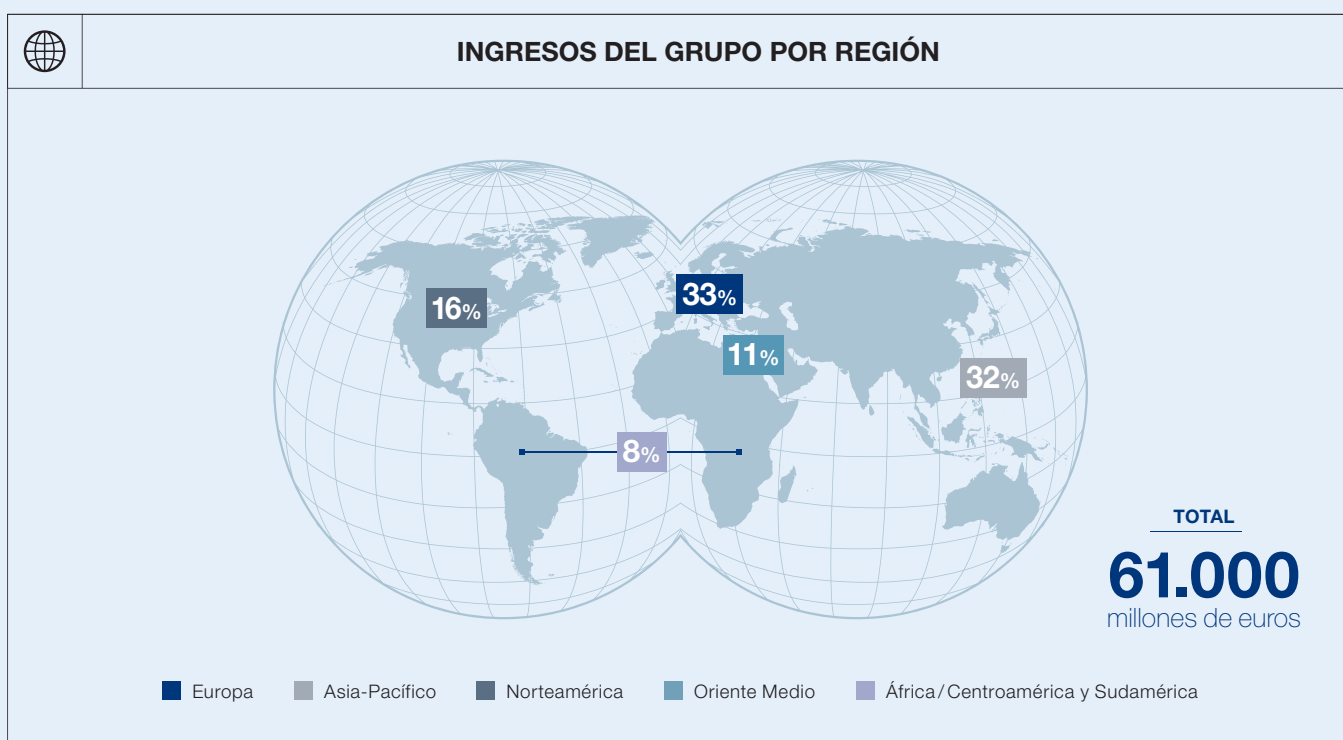 INGRESOS DEL GRUPO POR REGIÓN
16%
33%
11%
32%
8%
TOTAL
61.000
millones de euros
Europa
Asia-Pacífico
Norteamérica
Oriente Medio
África/Centroamérica y Sudamérica